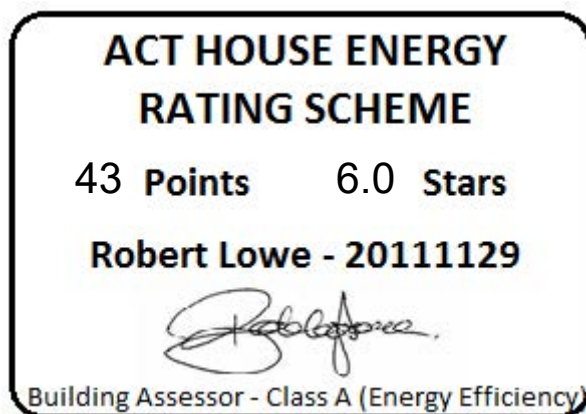 ACT HOUSE ENERGY
RATING SCHEME
43 Points 6.0 Stars
Robert Lowe - 20111129
Building Assessor - Class A (Energy Efficiency)